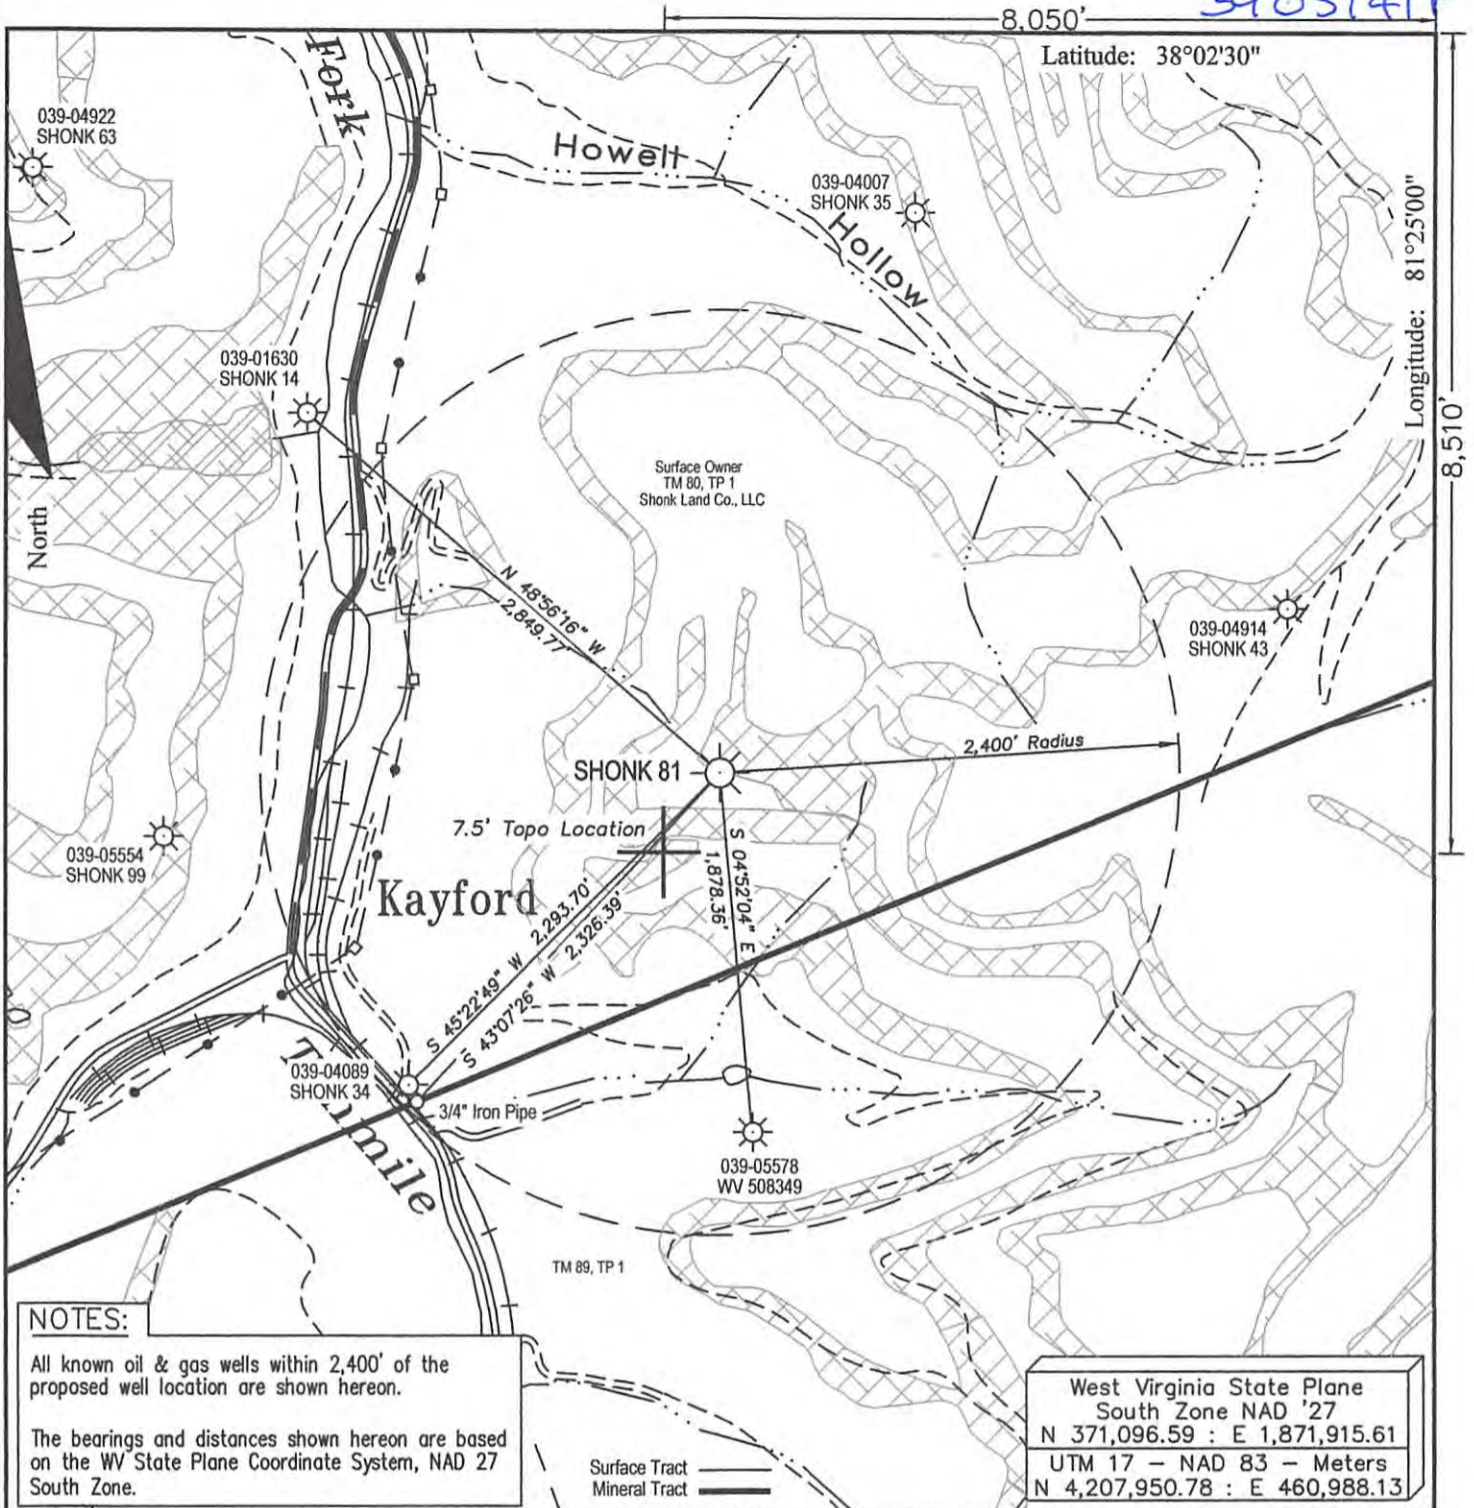 8,050'
Latitude: 38°02'30"
Longitude: 81°25'00"
8,510'
Fork
039-04922
SHONK 63
Howell
Hollow
039-04007
SHONK 35
039-01630
SHONK 14
North
Surface Owner
TM 80, TP 1
Shonk Land Co., LLC
N 48°56'16" W
2,849.77'
039-04914
SHONK 43
2,400' Radius
SHONK 81
7.5' Topo Location
039-05554
SHONK 99
Kayford
S 04°52'04" E
1,878.36'
S 45°22'49" W 2,293.70'
S 43°07'26" W 2,326.39'
039-04089
SHONK 34
3/4" Iron Pipe
039-05578
WV 508349
TM 89, TP 1
NOTES:
All known oil & gas wells within 2,400' of the
proposed well location are shown hereon.
The bearings and distances shown hereon are based
on the WV State Plane Coordinate System, NAD 27
South Zone.
Surface Tract
Mineral Tract
West Virginia State Plane
South Zone NAD '27
N 371,096.59 : E 1,871,915.61
UTM 17 - NAD 83 - Meters
N 4,207,950.78 : E 460,988.13